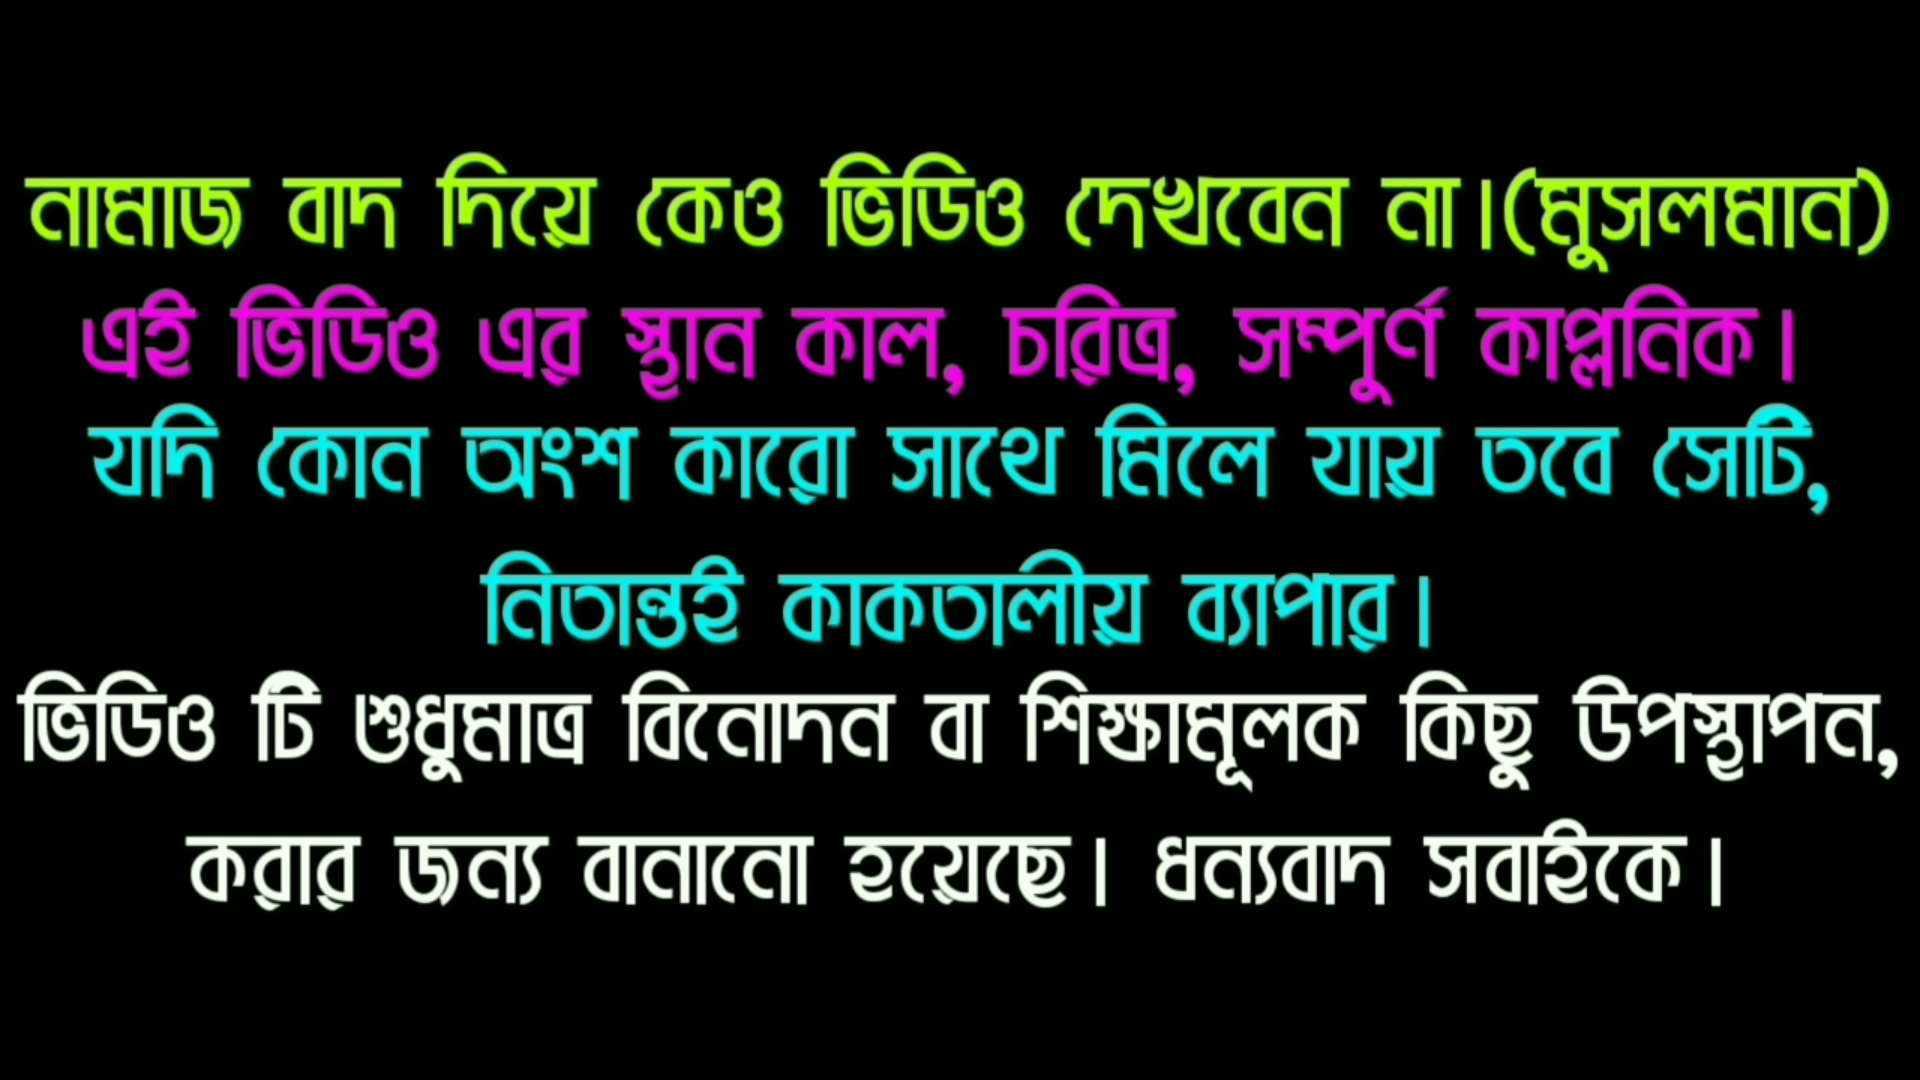 নামাজ বাদ দিয়ে কেও ভিডিও দেখবেন না।(মুসলমান)
এই ভিডিও এর স্থান কাল, চরিত্র, সম্পুর্ণ কাপ্লনিক।
যদি কোন অংশ কারো সাথে মিলে যায় তবে সেটি,
নিতান্তই কাকতালীয় ব্যাপার।
ভিডিও টি শুধুমাত্র বিনোদন বা শিক্ষামূলক কিছু উপস্থাপন,
করার জন্য বানানো হয়েছে। ধন্যবাদ সবাইকে।